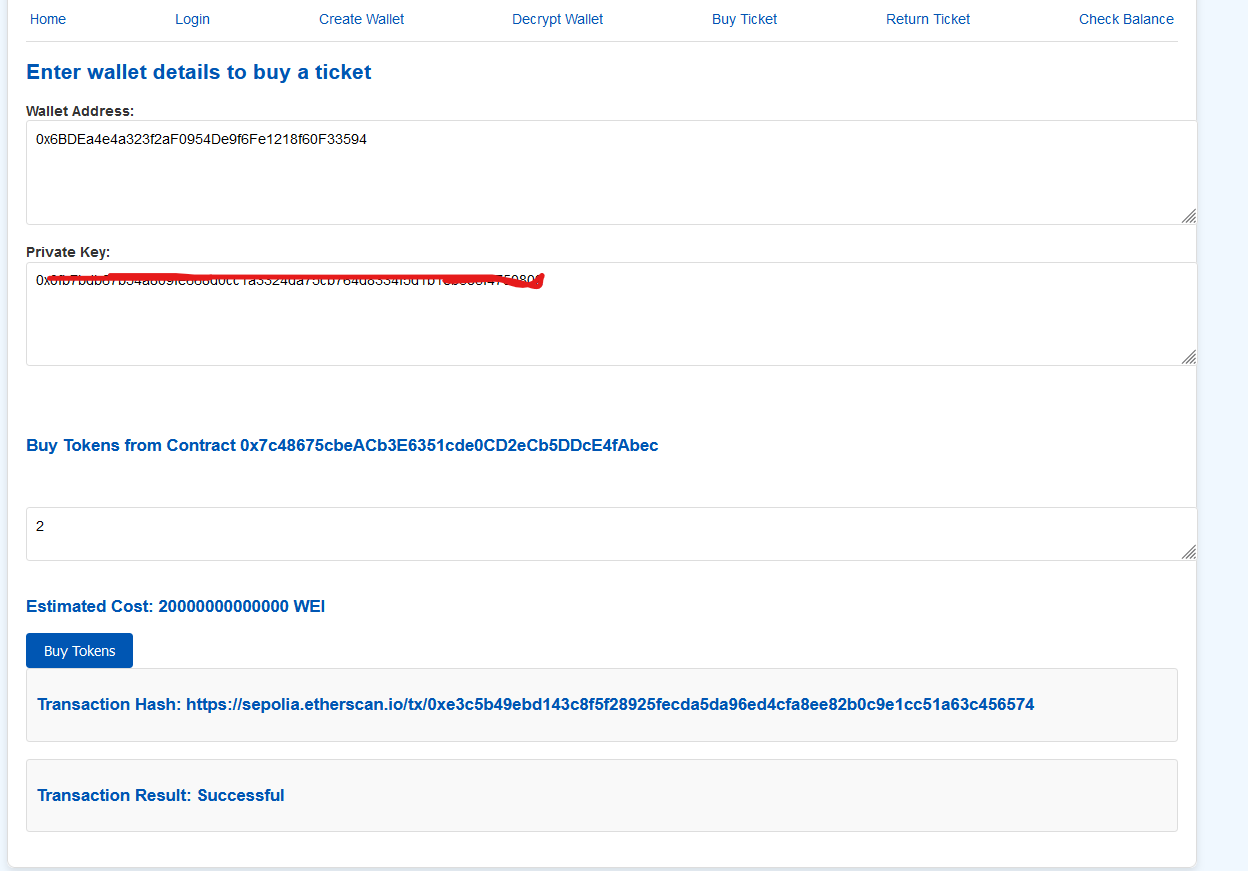 Home Login Create Wallet Decrypt Wallet Buy Ticket Return Ticket Check Balance
Enter wallet details to buy a ticket
Wallet Address:
0x6BDEa4e4a323f2aF0954De9f6Fe1218f60F33594
Private Key:
Buy Tokens from Contract 0x7c48675cbeACb3E6351cde0CD2eCb5DDcE4fAbec
2
Estimated Cost: 20000000000000 WEI
Buy Tokens
Transaction Hash: https://sepolia.etherscan.io/tx/0xe3c5b49ebd143c8f5f28925fecda5da96ed4cfa8ee82b0c9e1cc51a63c456574
Transaction Result: Successful